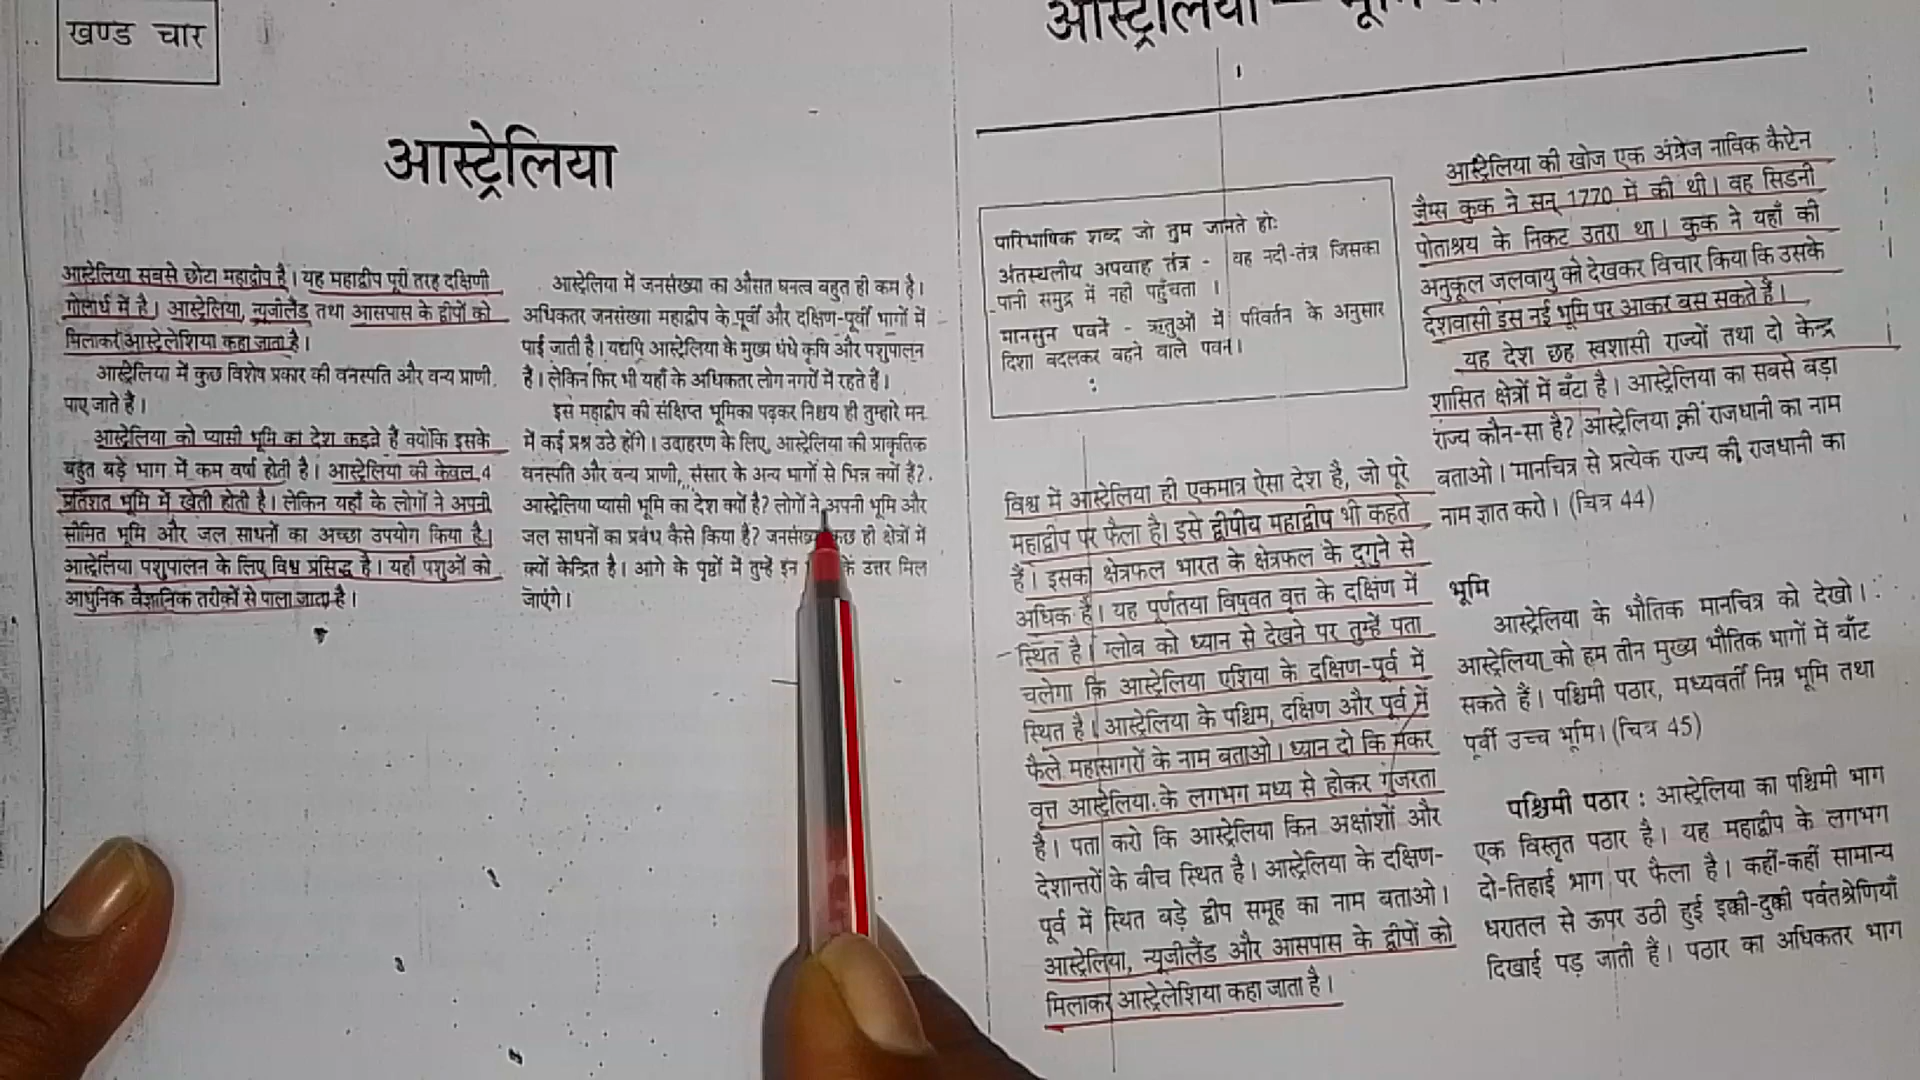 खण्ड चार
आस्ट्रेलिया
आस्ट्रेलिया सबसे छोटा महाद्वीप है। यह महाद्वीप पूरी तरह दक्षिणी
गोलार्ध में है। आस्ट्रेलिया, न्यूजीलैंड तथा आसपास के द्वीपों को
मिलाकर आस्ट्रेलेशिया कहा जाता है।
आस्ट्रेलिया में कुछ विशेष प्रकार की वनस्पति और वन्य प्राणी
पाए जाते हैं।
आस्ट्रेलिया को प्यासी भूमि का देश कहते हैं क्योंकि इसके
बहुत बड़े भाग में कम वर्षा होती है। आस्ट्रेलिया की केवल 4
प्रतिशत भूमि में खेती होती है। लेकिन यहाँ के लोगों ने अपनी
सीमित भूमि और जल साधनों का अच्छा उपयोग किया है।
आस्ट्रेलिया पशुपालन के लिए विश्व प्रसिद्ध है। यहाँ पशुओं को
आधुनिक वैज्ञानिक तरीकों से पाला जाता है।
आस्ट्रेलिया में जनसंख्या का औसत घनत्व बहुत ही कम है।
अधिकतर जनसंख्या महाद्वीप के पूर्वी और दक्षिण-पूर्वी भागों में
पाई जाती है। यद्यपि आस्ट्रेलिया के मुख्य धंधे कृषि और पशुपालन
हैं। लेकिन फिर भी यहाँ के अधिकतर लोग नगरों में रहते हैं।
इस महाद्वीप की संक्षिप्त भूमिका पढ़कर निश्चय ही तुम्हारे मन
में कई प्रश्न उठे होंगे। उदाहरण के लिए, आस्ट्रेलिया की प्राकृतिक
वनस्पति और वन्य प्राणी, संसार के अन्य भागों से भिन्न क्यों हैं?
आस्ट्रेलिया प्यासी भूमि का देश क्यों है? लोगों ने अपनी भूमि और
जल साधनों का प्रबंध कैसे किया है? कुछ ही क्षेत्रों में
क्यों केन्द्रित है। आगे के पृष्ठों में तुम्हें इन के उत्तर मिल
जाएंगे।
आस्ट्रेलिया —
पारिभाषिक शब्द जो तुम जानते हो:
अंतस्थलीय अपवाह तंत्र - वह नदी-तंत्र जिसका
पानी समुद्र में नहीं पहुँचता ।
मानसून पवनें - ऋतुओं में परिवर्तन के अनुसार
दिशा बदलकर बहने वाले पवन।
विश्व में आस्ट्रेलिया ही एकमात्र ऐसा देश है, जो पूरे
महाद्वीप पर फैला है। इसे द्वीपीय महाद्वीप भी कहते
हैं। इसका क्षेत्रफल भारत के क्षेत्रफल के दुगुने से
अधिक है। यह पूर्णतया विषुवत वृत्त के दक्षिण में
स्थित है। ग्लोब को ध्यान से देखने पर तुम्हें पता
चलेगा कि आस्ट्रेलिया एशिया के दक्षिण-पूर्व में
स्थित है। आस्ट्रेलिया के पश्चिम, दक्षिण और पूर्व में
फैले महासागरों के नाम बताओ। ध्यान दो कि मकर
वृत्त आस्ट्रेलिया के लगभग मध्य से होकर गुजरता
है। पता करो कि आस्ट्रेलिया किन अक्षांशों और
देशान्तरों के बीच स्थित है। आस्ट्रेलिया के दक्षिण-
पूर्व में स्थित बड़े द्वीप समूह का नाम बताओ।
आस्ट्रेलिया, न्यूजीलैंड और आसपास के द्वीपों को
मिलाकर आस्ट्रेलेशिया कहा जाता है।
आस्ट्रेलिया की खोज एक अंग्रेज नाविक कैप्टेन
जैम्स कुक ने सन् 1770 में की थी। वह सिडनी
पोताश्रय के निकट उतरा था। कुक ने यहाँ की
अनुकूल जलवायु को देखकर विचार किया कि उसके
देशवासी इस नई भूमि पर आकर बस सकते हैं।
यह देश छह स्वशासी राज्यों तथा दो केन्द्र
शासित क्षेत्रों में बँटा है। आस्ट्रेलिया का सबसे बड़ा
राज्य कौन-सा है? आस्ट्रेलिया की राजधानी का नाम
बताओ। मानचित्र से प्रत्येक राज्य की राजधानी का
नाम ज्ञात करो। (चित्र 44)
भूमि
आस्ट्रेलिया के भौतिक मानचित्र को देखो।
आस्ट्रेलिया को हम तीन मुख्य भौतिक भागों में बाँट
सकते हैं। पश्चिमी पठार, मध्यवर्ती निम्न भूमि तथा
पूर्वी उच्च भूमि। (चित्र 45)
पश्चिमी पठार : आस्ट्रेलिया का पश्चिमी भाग
एक विस्तृत पठार है। यह महाद्वीप के लगभग
दो-तिहाई भाग पर फैला है। कहीं-कहीं सामान्य
धरातल से ऊपर उठी हुई इक्की-दुक्की पर्वतश्रेणियाँ
दिखाई पड़ जाती हैं। पठार का अधिकतर भाग